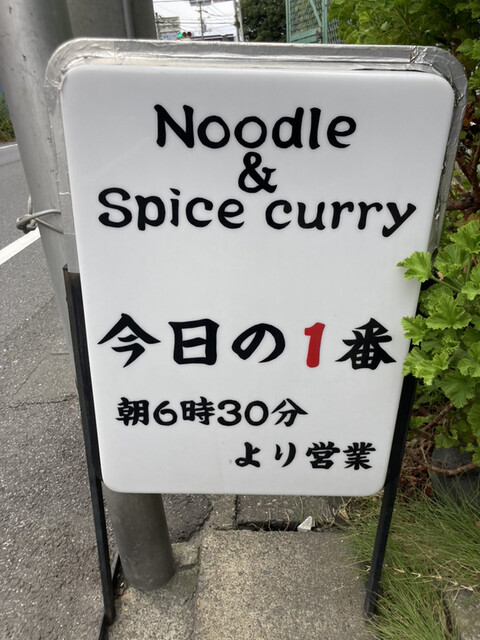 Noodle
&
Spice curry
今日の1番
朝6時30分
より営業